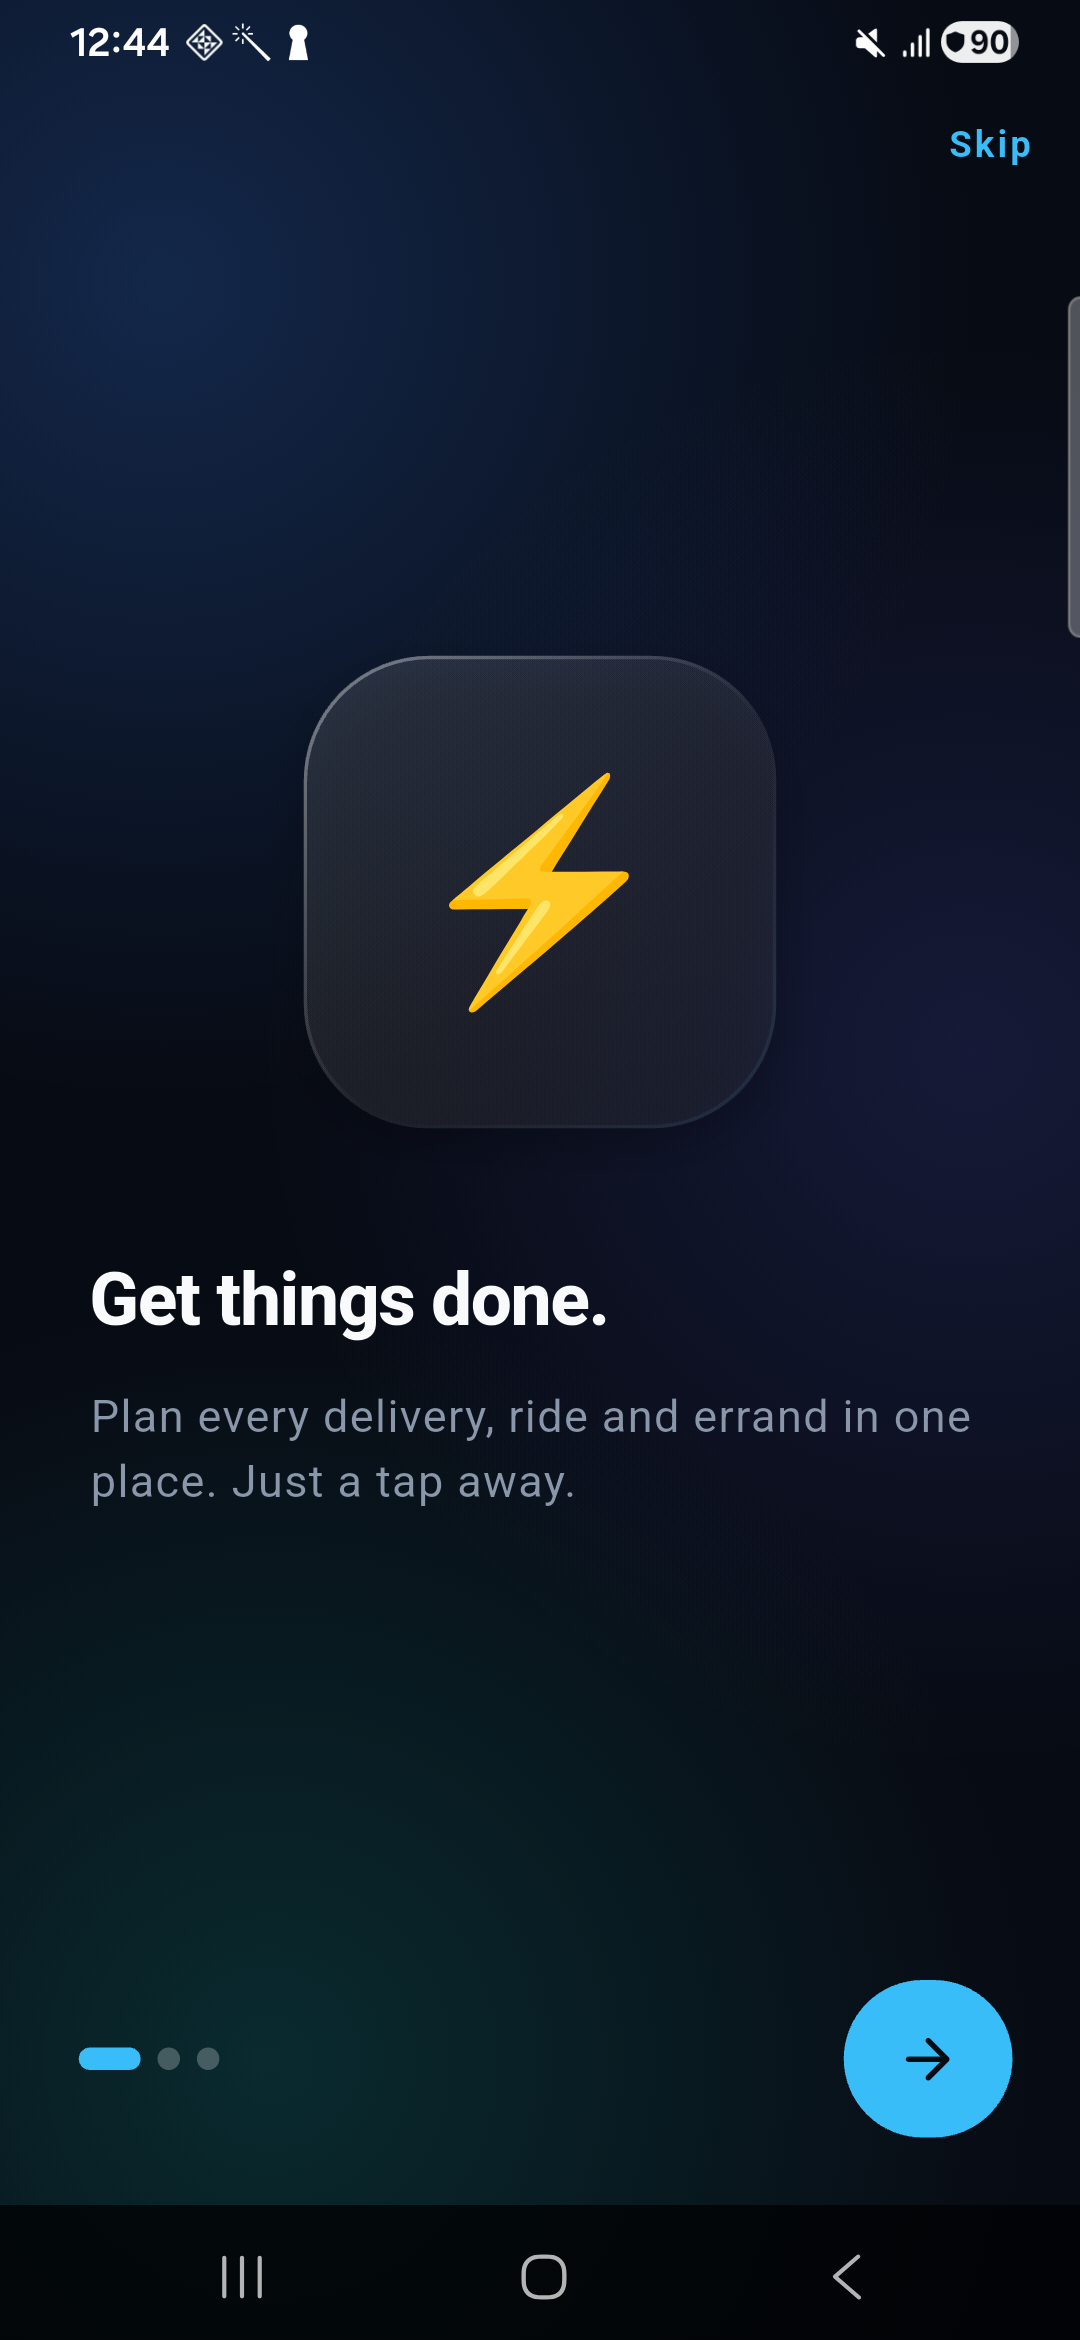 12:44
90
Skip
Get things done.
Plan every delivery, ride and errand in one
place. Just a tap away.